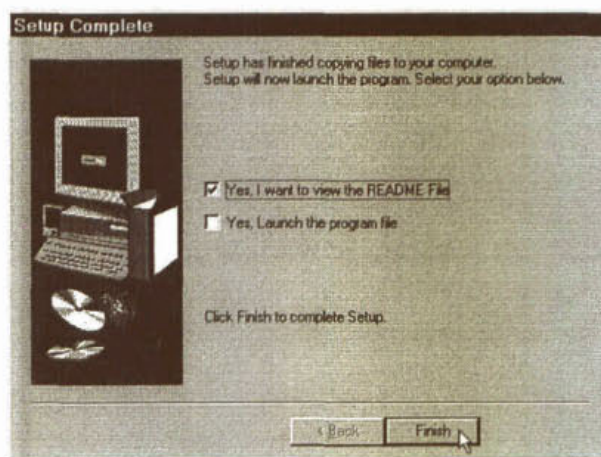 Setup Complete
Setup has finished copying files to your computer.
Setup will now launch the program. Select your option below.
Yes, I want to view the README File
Yes, Launch the program file
Click Finish to complete Setup.
< Back
Finish